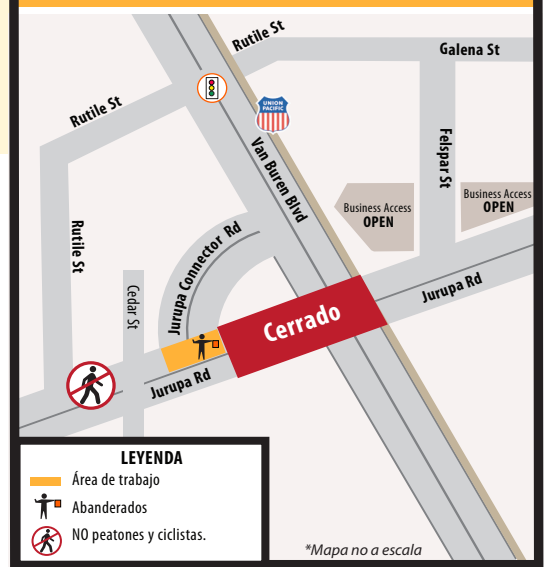 Rutile St
Galena St
Rutile St
UNION
PACIFIC
Van Buren Blvd
Felspar St
Business Access
OPEN
Business Access
OPEN
Rutile St
Jurupa Connector Rd
Cedar St
Jurupa Rd
Cerrado
Jurupa Rd
LEYENDA
Área de trabajo
Abanderados
NO peatones y ciclistas.
*Mapa no a escala